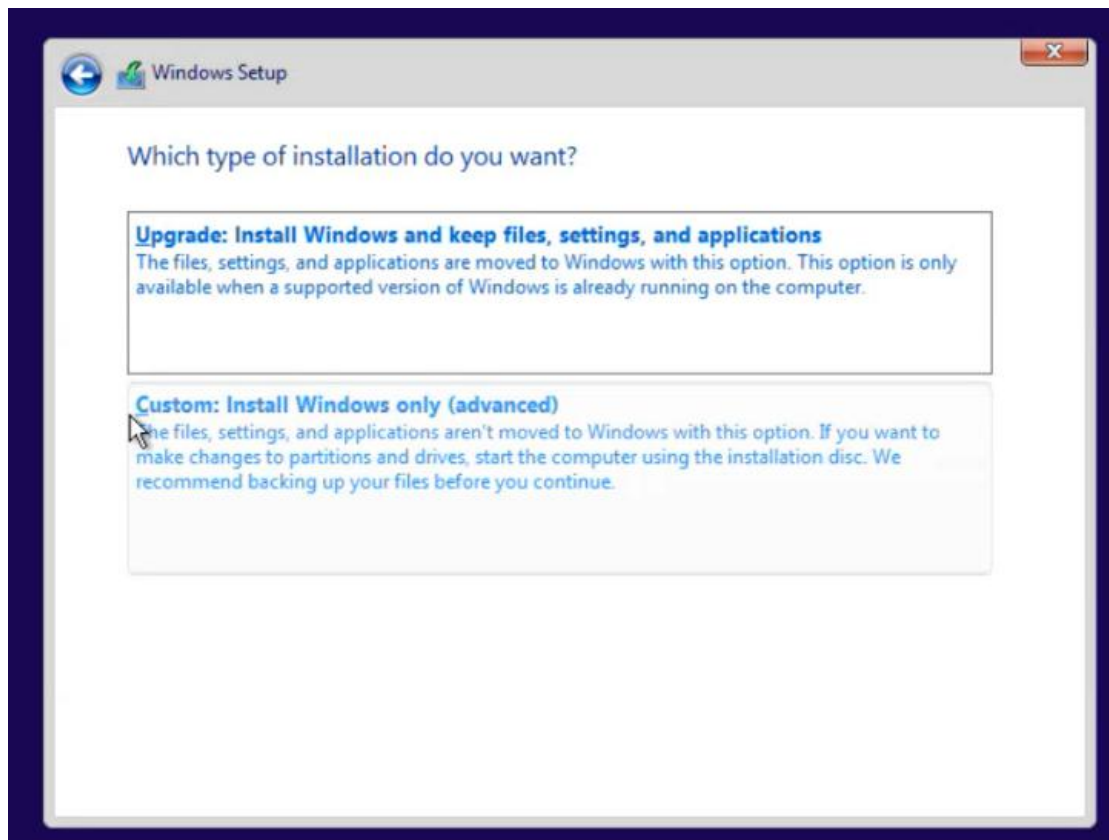 Windows Setup
Which type of installation do you want?
Upgrade: Install Windows and keep files, settings, and applications
The files, settings, and applications are moved to Windows with this option. This option is only
available when a supported version of Windows is already running on the computer.
Custom: Install Windows only (advanced)
The files, settings, and applications aren't moved to Windows with this option. If you want to
make changes to partitions and drives, start the computer using the installation disc. We
recommend backing up your files before you continue.